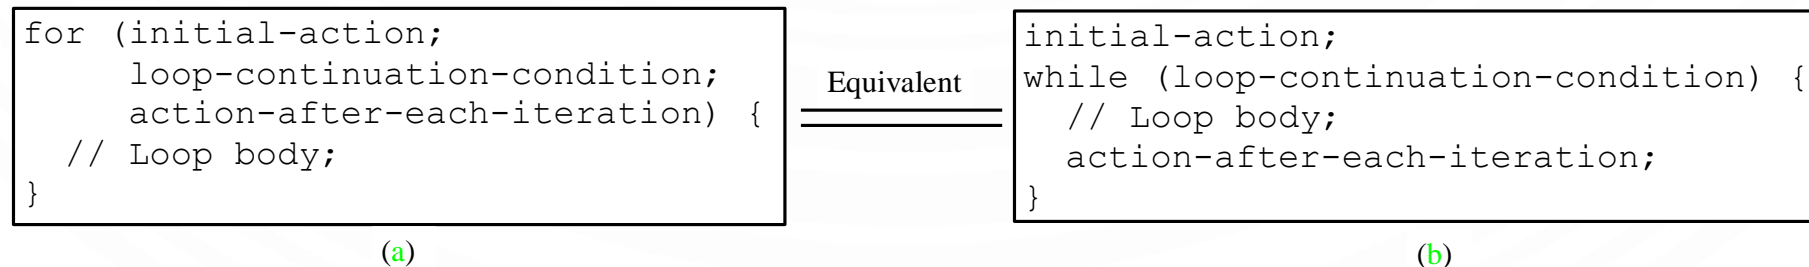 for (initial-action;
     loop-continuation-condition;
     action-after-each-iteration) {
  // Loop body;
}
(a)
Equivalent
initial-action;
while (loop-continuation-condition) {
  // Loop body;
  action-after-each-iteration;
}
(b)